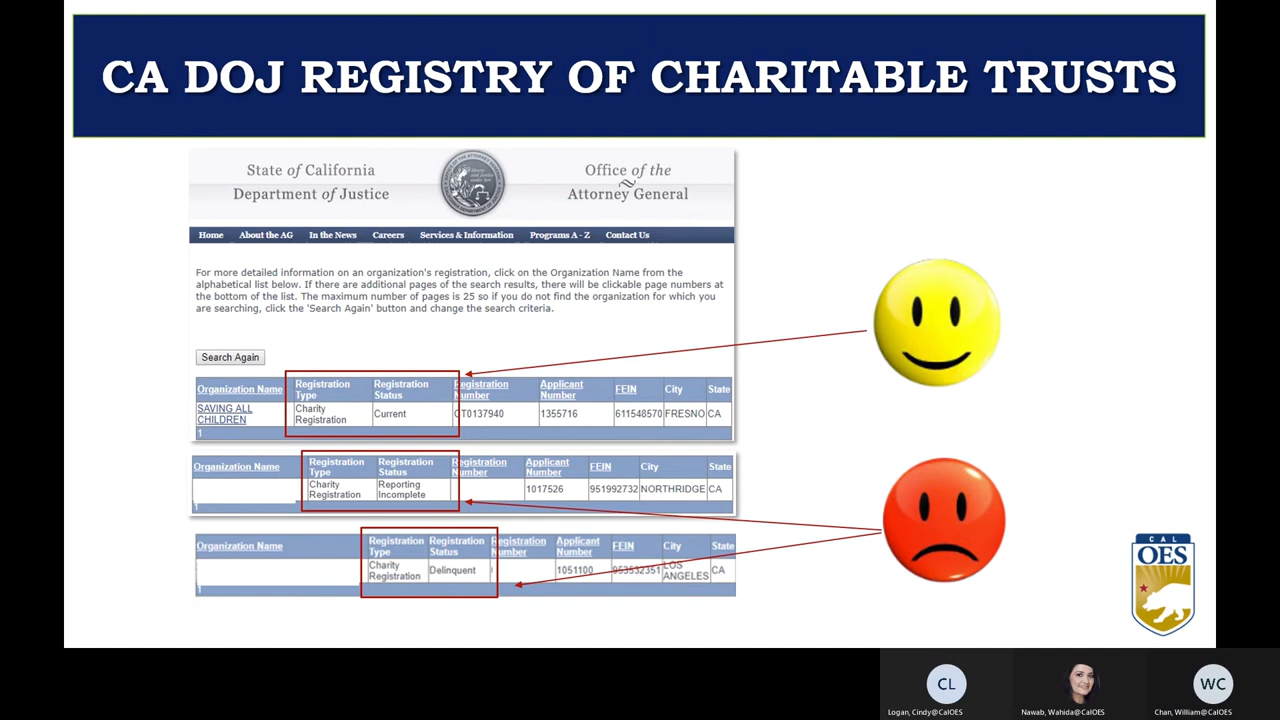 CA DOJ REGISTRY OF CHARITABLE TRUSTS
State of California
Department of Justice
Office of the
Attorney General
Home About the AG In the News Careers Services & Information Programs A - Z Contact Us
For more detailed information on an organization's registration, click on the Organization Name from the
alphabetical list below. If there are additional pages of the search results, there will be clickable page numbers at
the bottom of the list. The maximum number of pages is 25 so if you do not find the organization for which you
are searching, click the 'Search Again' button and change the search criteria.
Search Again
Organization Name Registration Type Registration Status Registration Number Applicant Number FEIN City State
SAVING ALL CHILDREN Charity Registration Current CT0137940 1355716 611548570 FRESNO CA
1
Organization Name Registration Type Registration Status Registration Number Applicant Number FEIN City State
Charity Registration Reporting Incomplete 1017526 951992732 NORTHRIDGE CA
1
Organization Name Registration Type Registration Status Registration Number Applicant Number FEIN City State
Charity Registration Delinquent 1051100 953532351 LOS ANGELES CA
1
CAL
OES
CL
WC
Logan, Cindy@CalOES
Nawab, Wahida@CalOES
Chan, William@CalOES